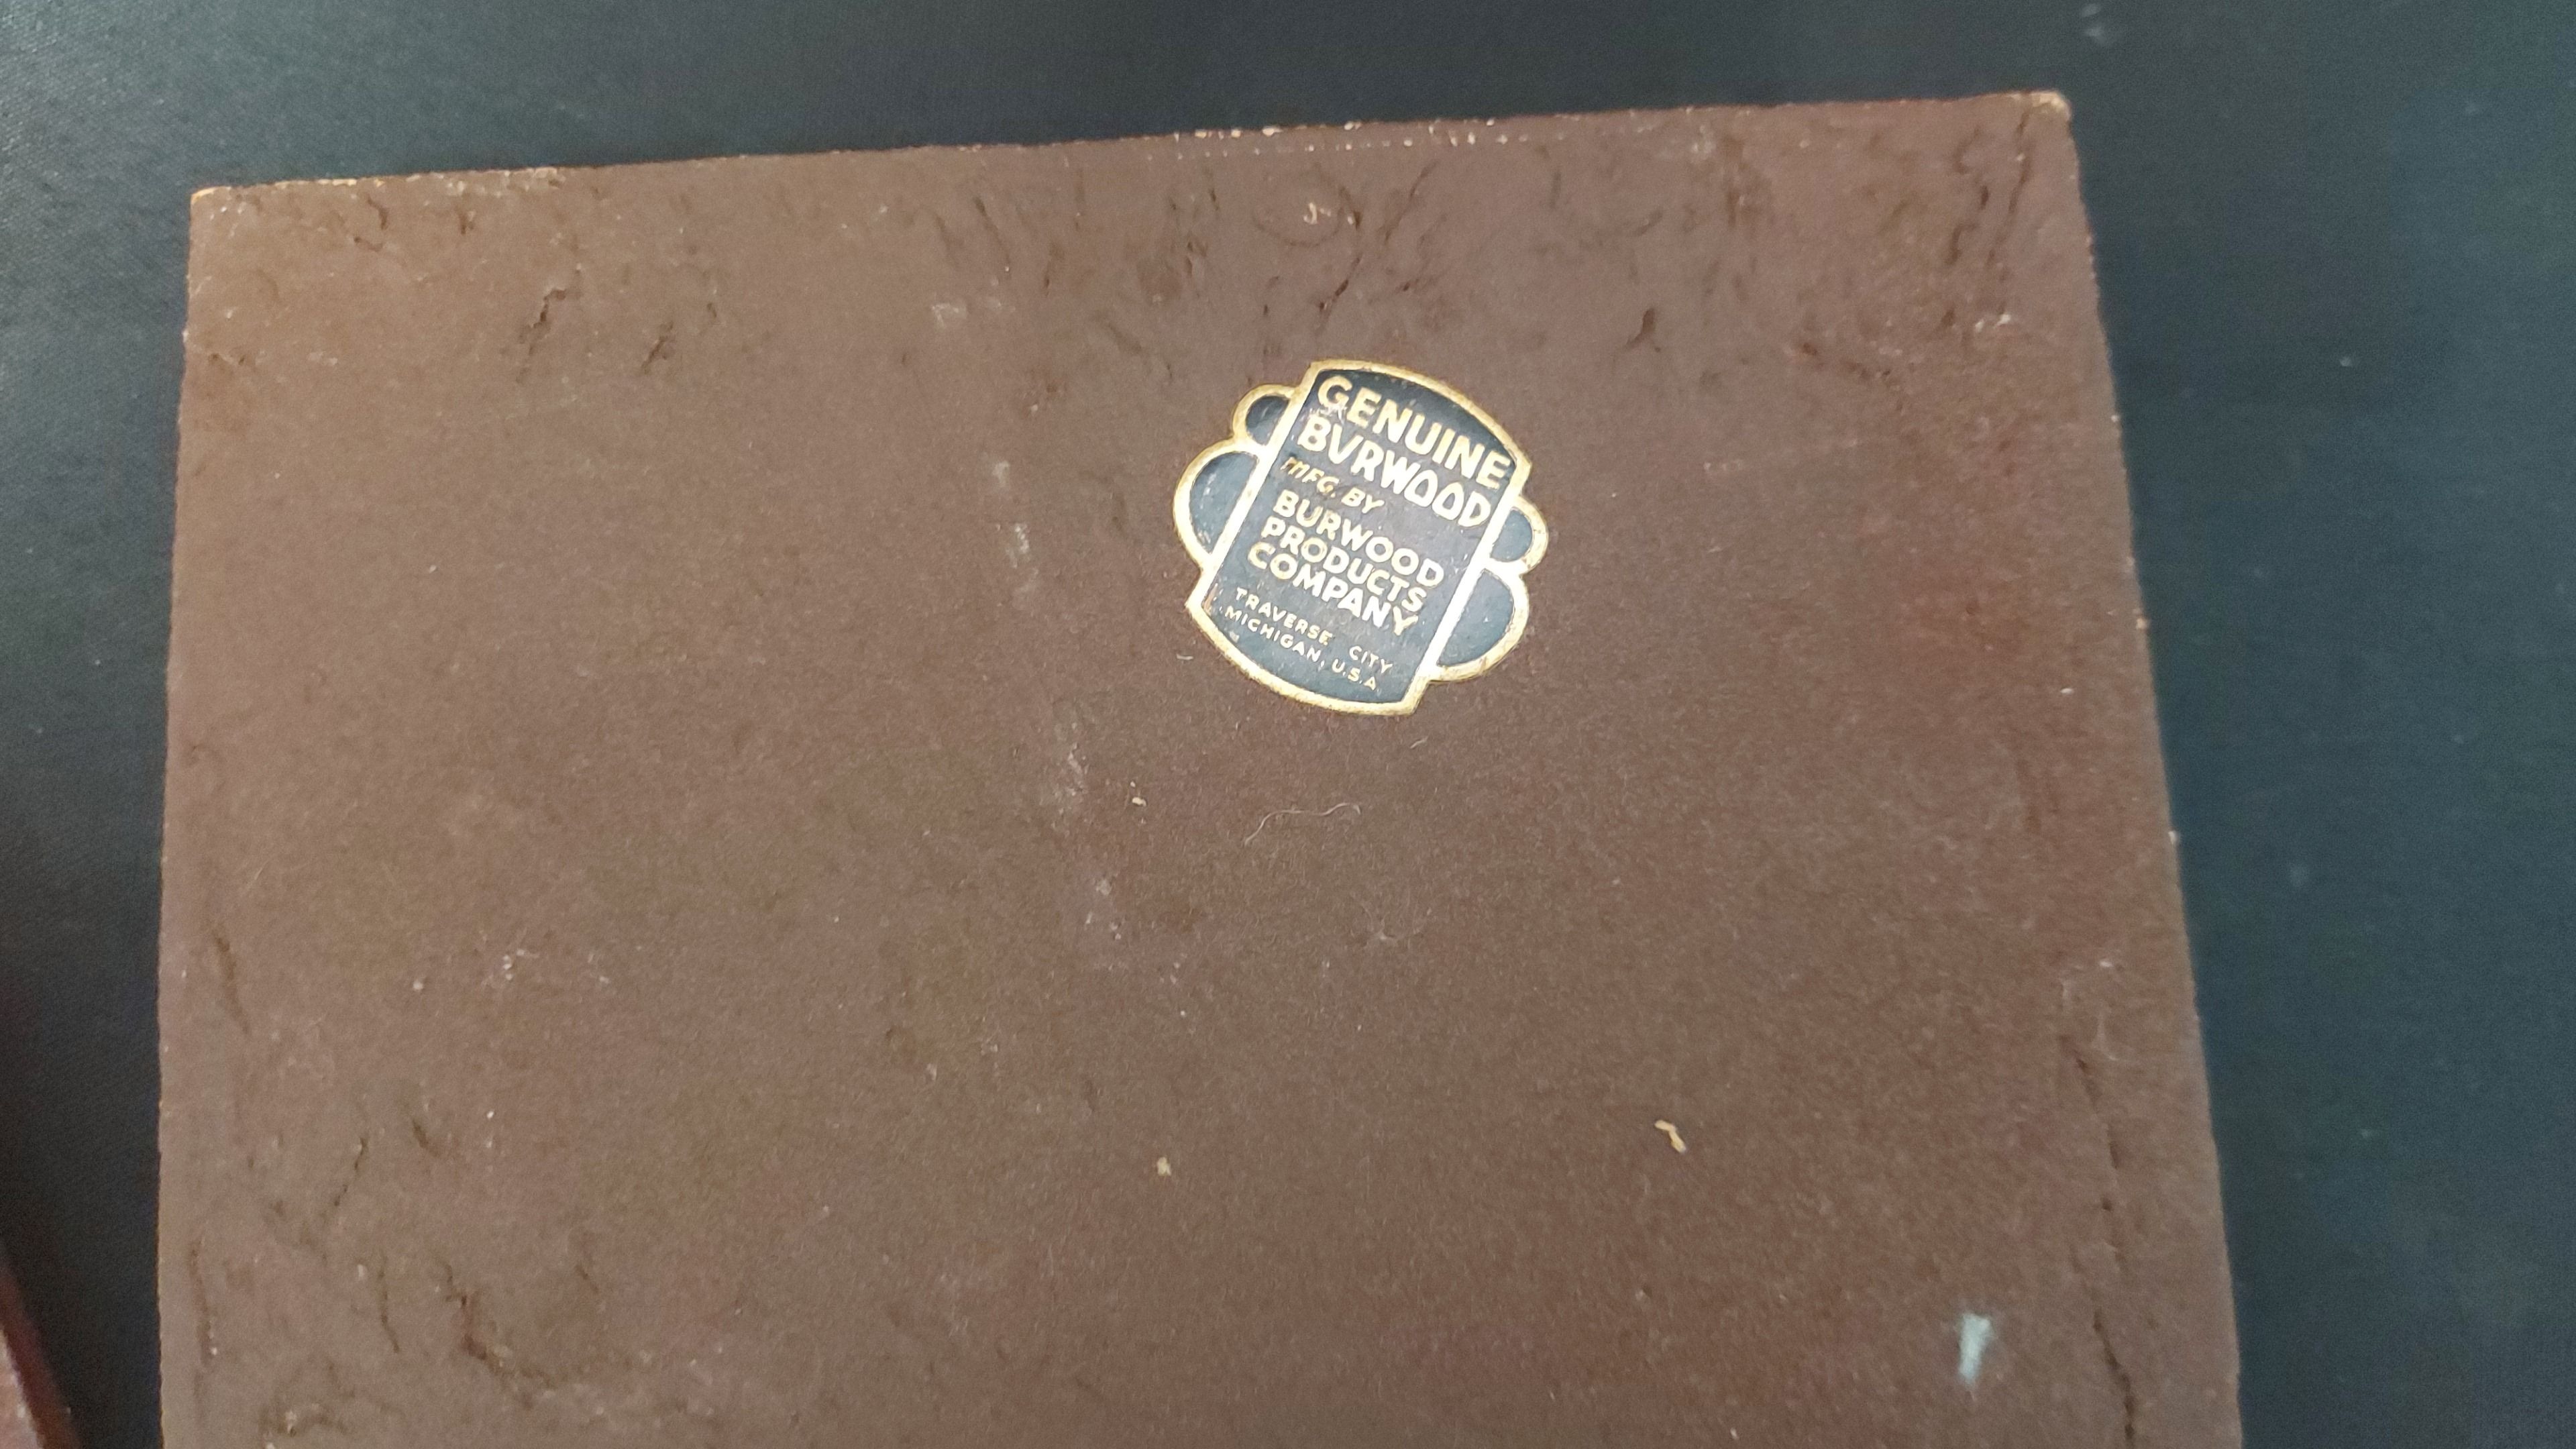 GENUINE
BVRWOOD
MFG. BY
BURWOOD
PRODUCTS
COMPANY
TRAVERSE CITY
MICHIGAN, U.S.A.